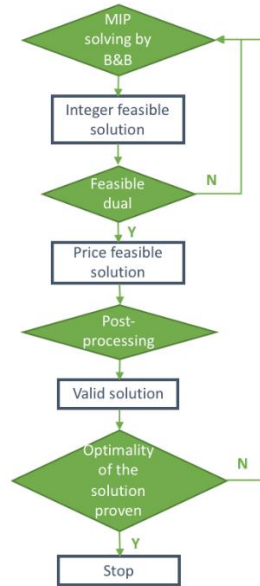 MIP
solving by
B&B
Integer feasible
solution
Feasible
dual
N
Y
Price feasible
solution
Post-
processing
Valid solution
Optimality
of the
solution
proven
N
Y
Stop